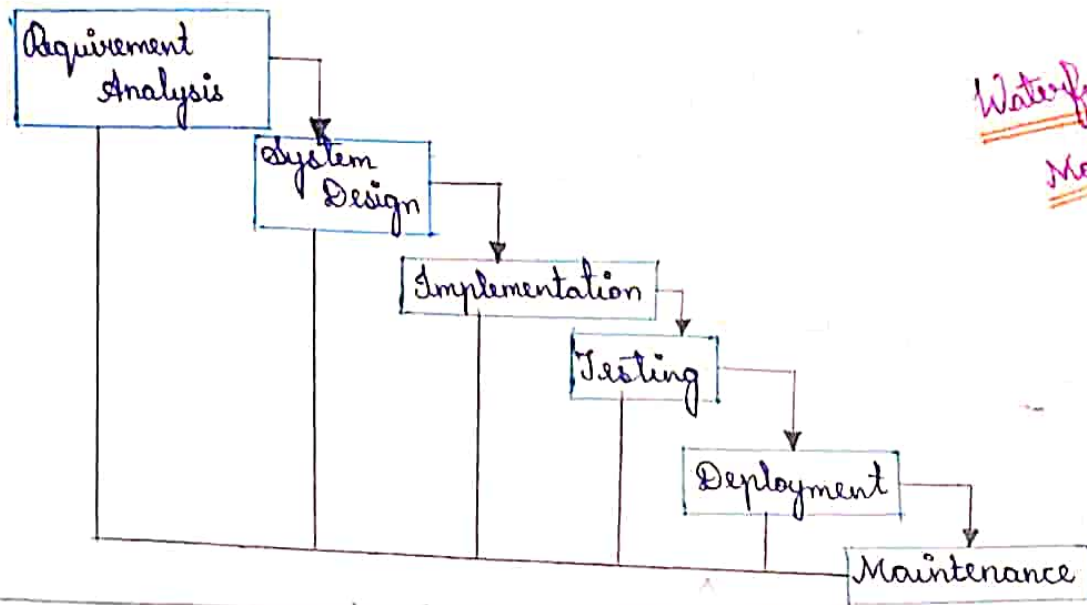 Requirement
Analysis
System
Design
Implementation
Testing
Deployment
Maintenance